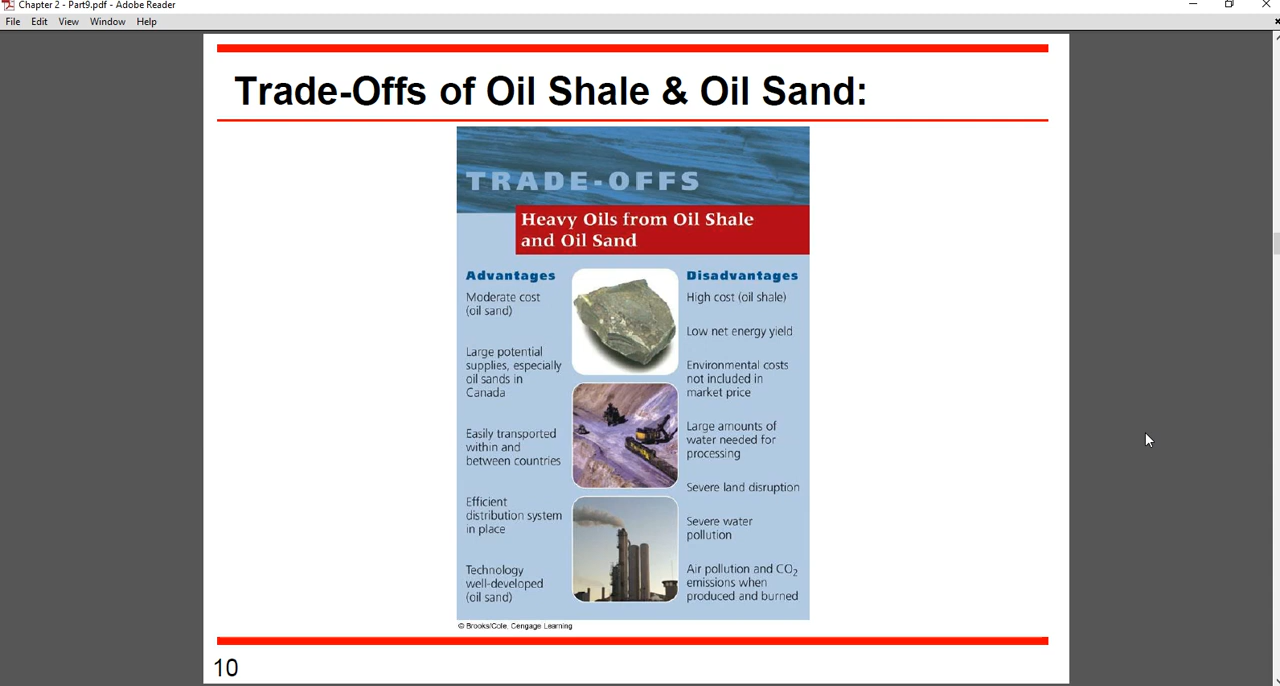 Chapter 2 - Part9.pdf - Adobe Reader
File Edit View Window Help
Trade-Offs of Oil Shale & Oil Sand:
TRADE-OFFS
Heavy Oils from Oil Shale
and Oil Sand
Advantages
Moderate cost
(oil sand)
Large potential
supplies, especially
oil sands in
Canada
Easily transported
within and
between countries
Efficient
distribution system
in place
Technology
well-developed
(oil sand)
Disadvantages
High cost (oil shale)
Low net energy yield
Environmental costs
not included in
market price
Large amounts of
water needed for
processing
Severe land disruption
Severe water
pollution
Air pollution and CO₂
emissions when
produced and burned
© Brooks/Cole, Cengage Learning
10